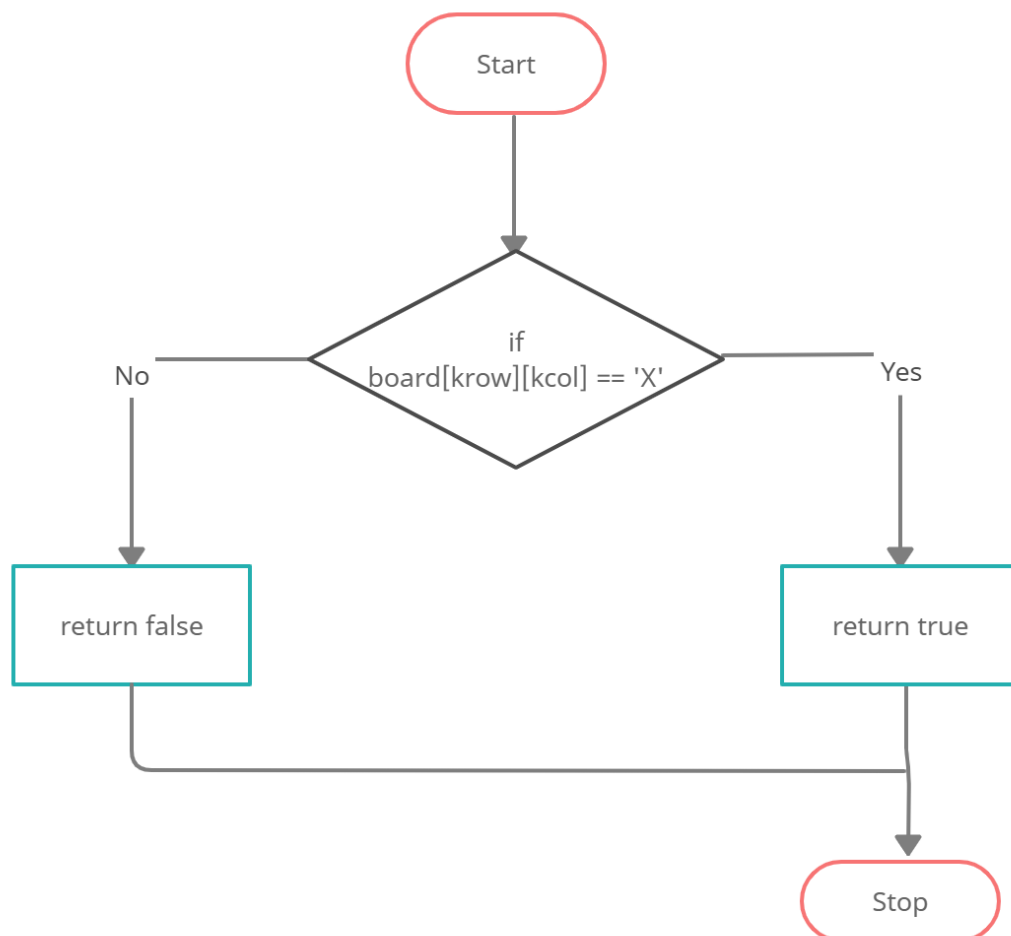 Start
if
board[krow][kcol] == 'X'
No
Yes
return false
return true
Stop